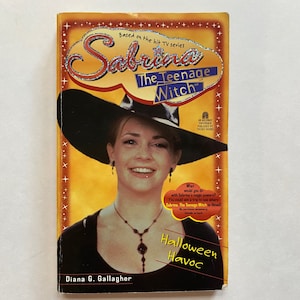 Based on the hit TV series
Sabrina
The Teenage
Witch
Halloween
Havoc
Diana G. Gallagher